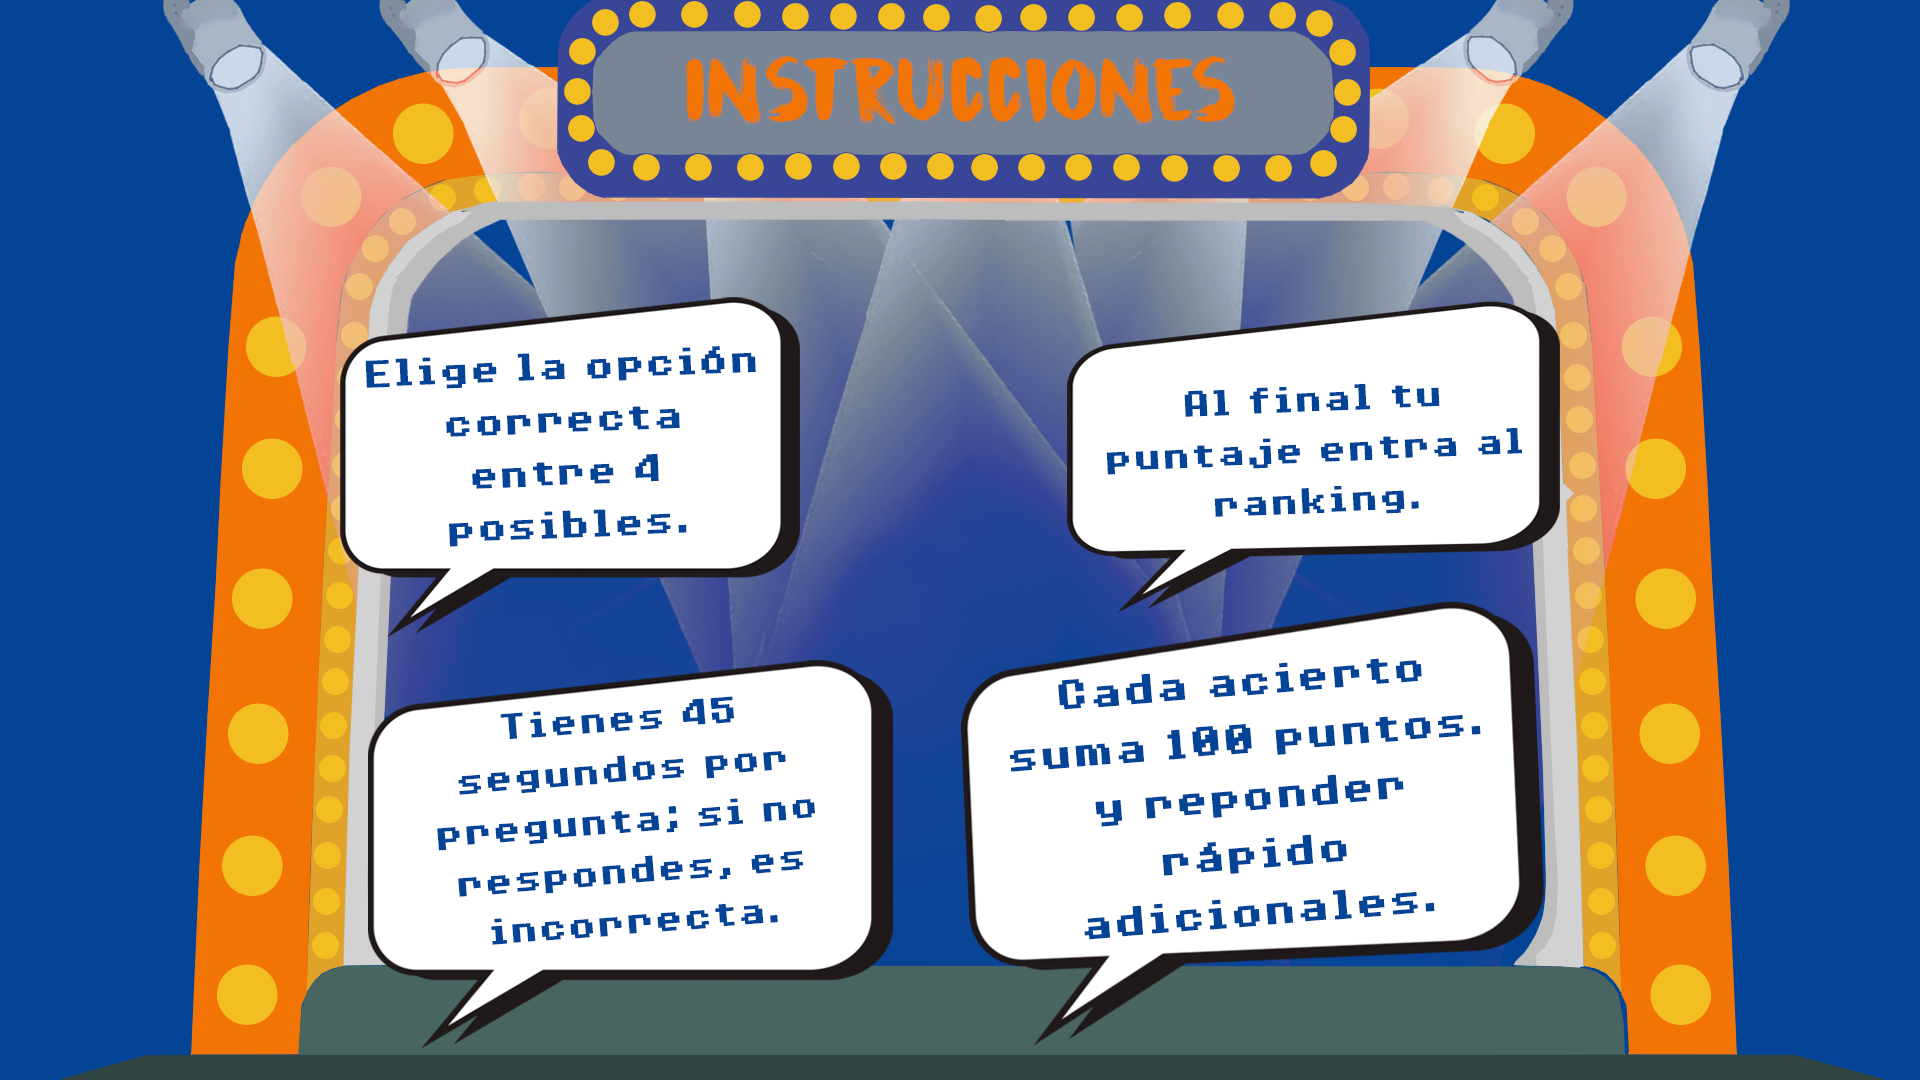 INSTRUCCIONES
Elige la opción
correcta
entre 4
posibles.
Al final tu
puntaje entra al
ranking.
Tienes 45
segundos por
pregunta; si no
respondes, es
incorrecta.
Cada acierto
suma 100 puntos.
y reponder
rápido
adicionales.